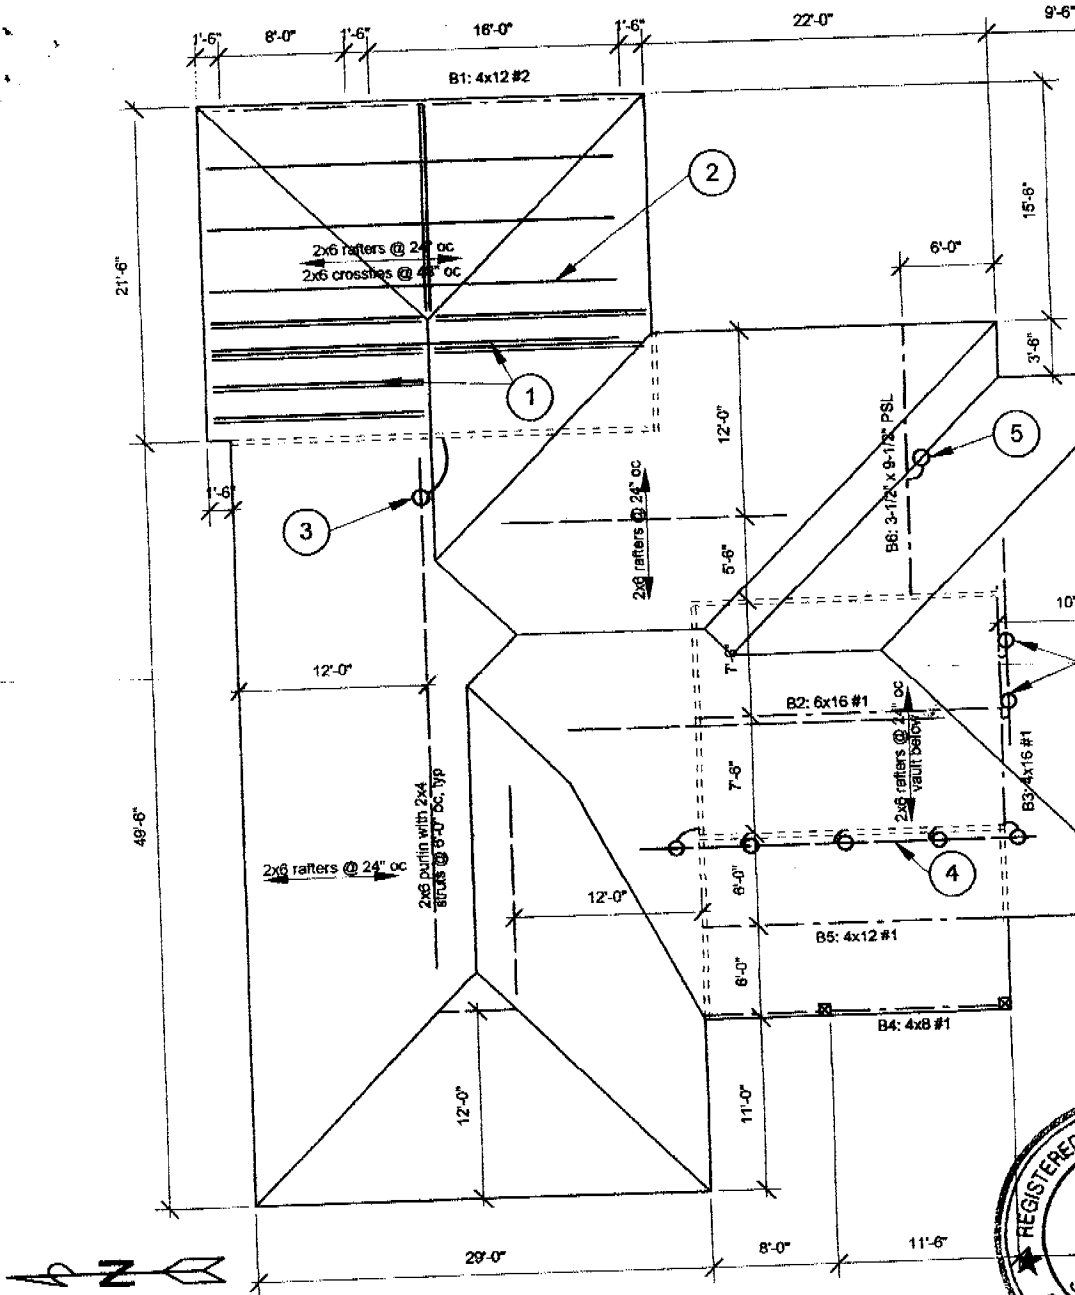 1'-6" 8'-0" 1'-6" 16'-0" 1'-6" 22'-0" 9'-6"
B1: 4x12 #2
2
15'-6"
21'-6"
2x6 rafters @ 24" oc
2x6 crossties @ 48" oc
6'-0"
3'-6"
1
12'-0"
B6: 3-1/2" x 9-1/2" PSL
5
1'-6"
3
2x6 rafters @ 24" oc
5'-6"
10'
12'-0"
7'-6"
B2: 6x16 #1
2x6 rafters @ 24" oc
vault below
7'-6"
B3: 4x16 #1
49'-6"
2x6 purlin with 2x4
struts @ 6'-0" oc, typ
2x6 rafters @ 24" oc
4
12'-0"
6'-0"
B5: 4x12 #1
6'-0"
B4: 4x8 #1
12'-0"
11'-0"
REGISTERED
N
29'-0" 8'-0" 11'-6"